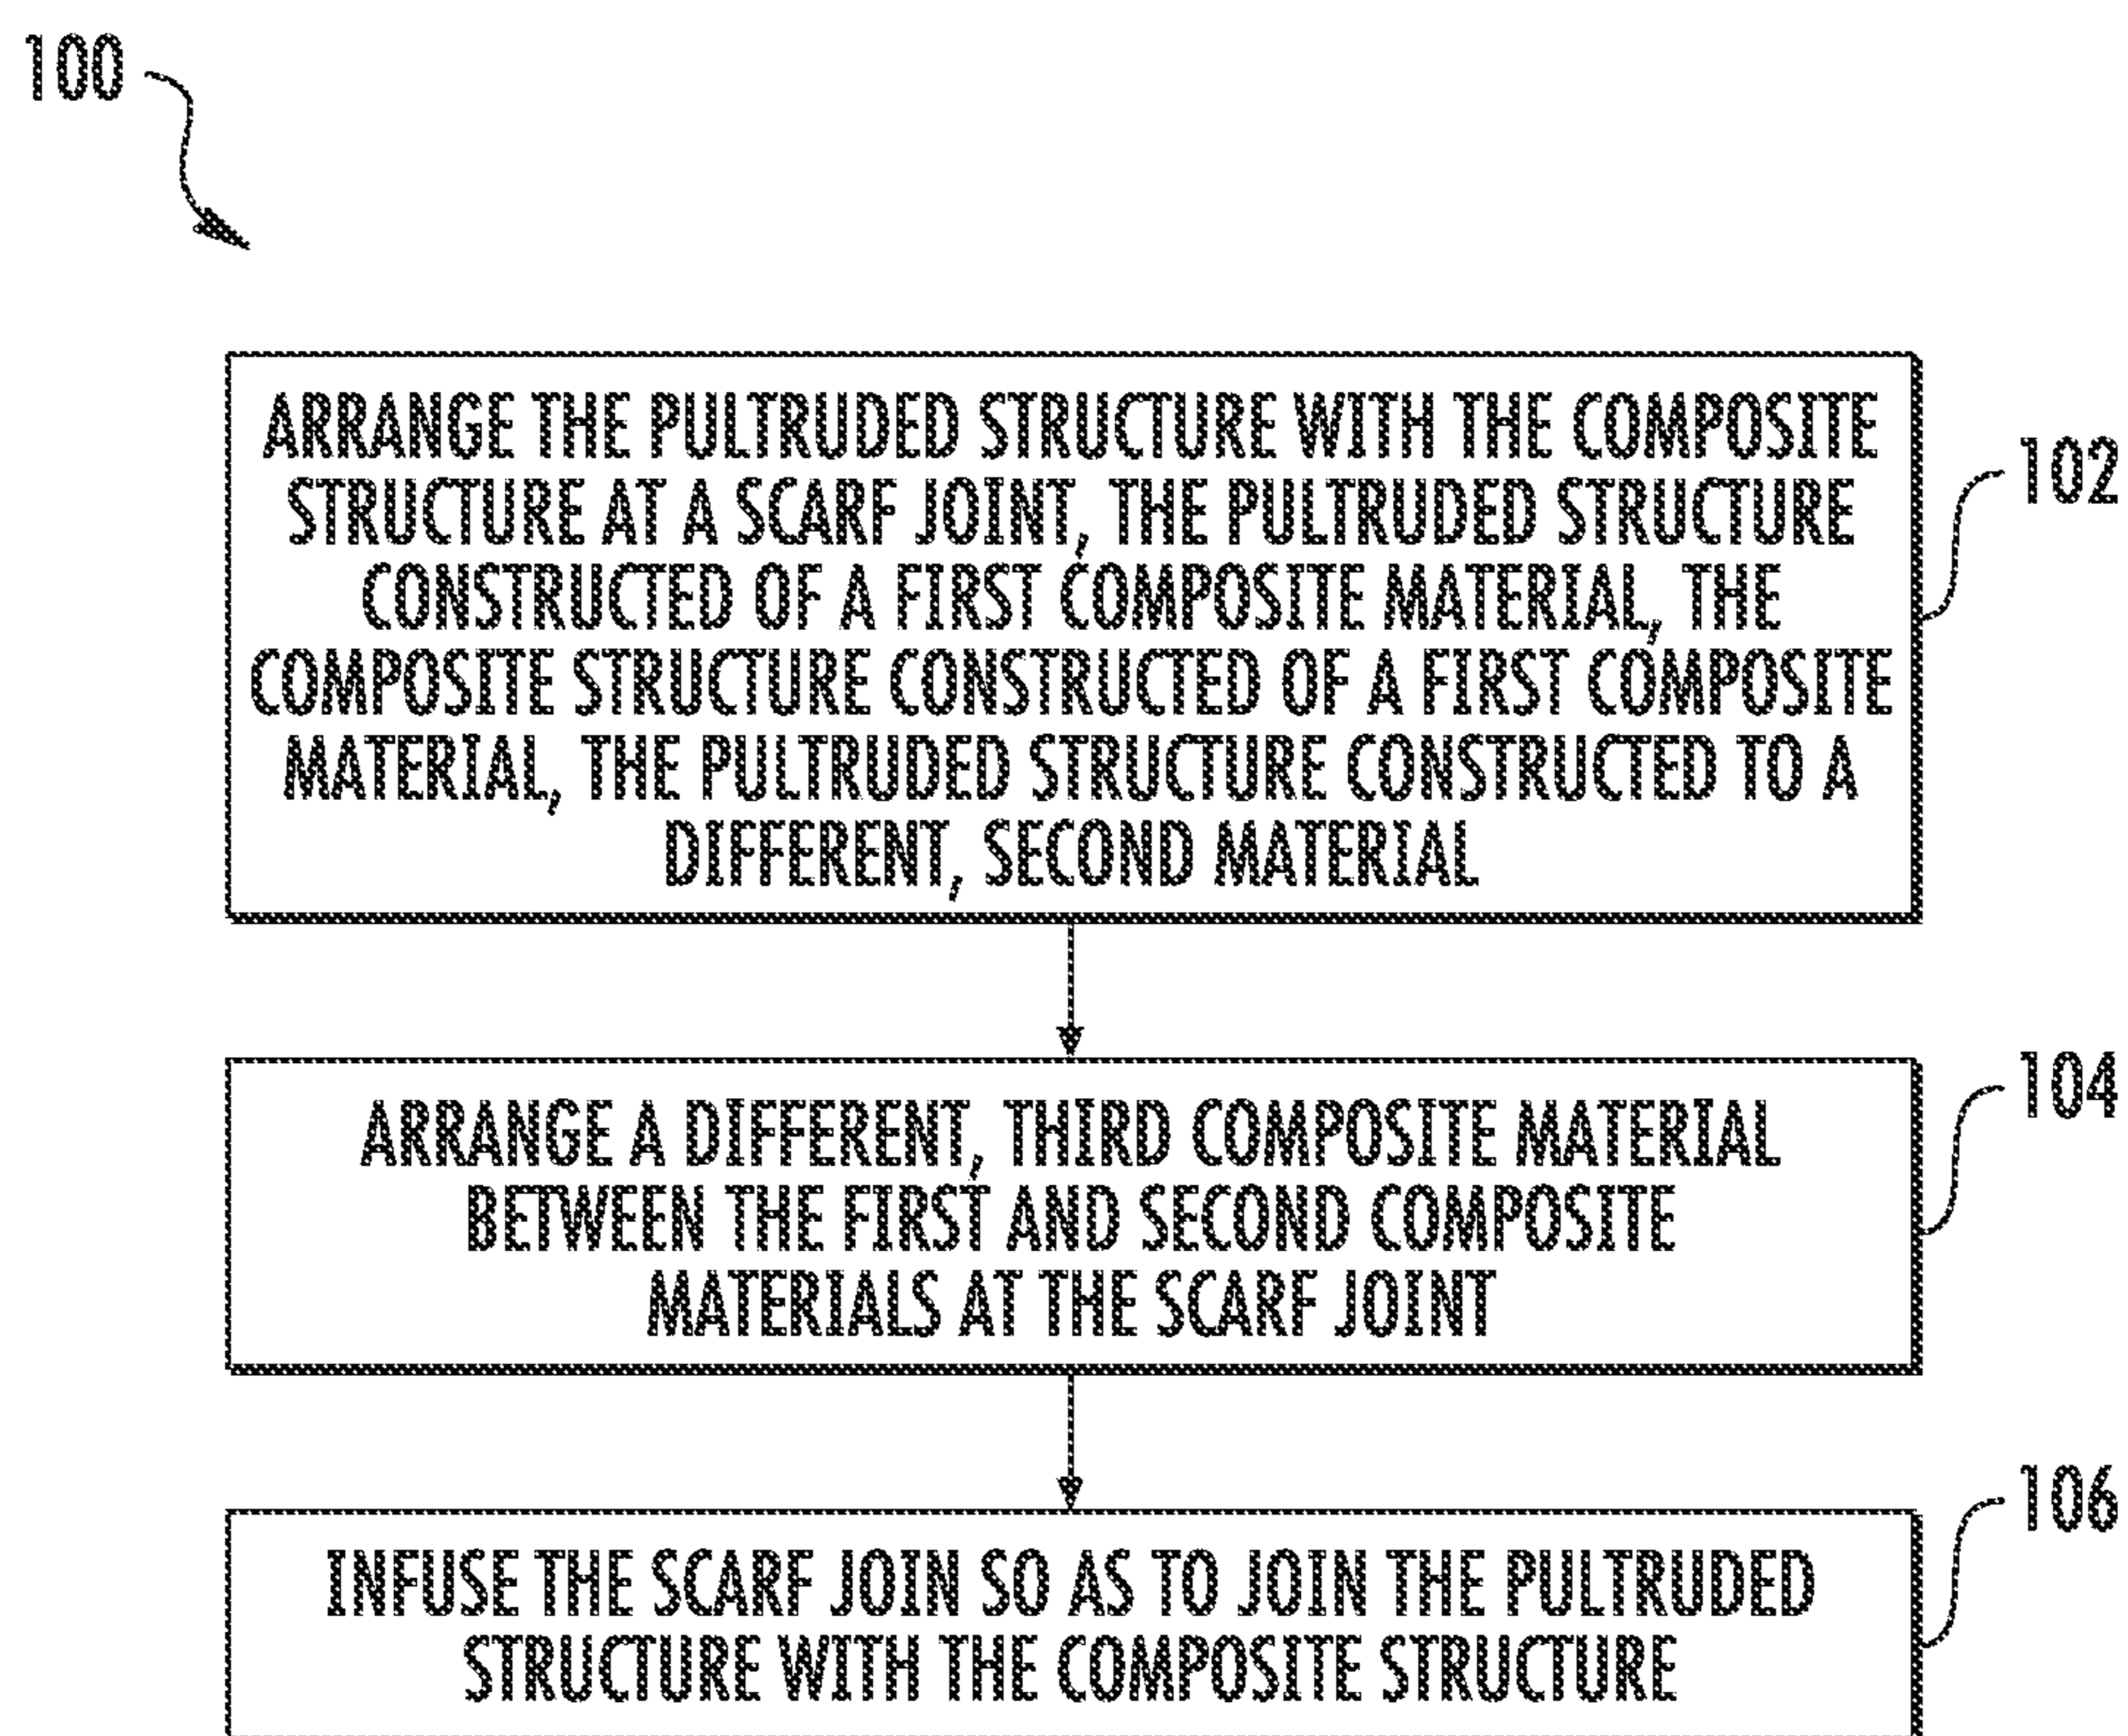 100
ARRANGE THE PULTRUDED STRUCTURE WITH THE COMPOSITE
STRUCTURE AT A SCARF JOINT, THE PULTRUDED STRUCTURE
CONSTRUCTED OF A FIRST COMPOSITE MATERIAL, THE
COMPOSITE STRUCTURE CONSTRUCTED OF A FIRST COMPOSITE
MATERIAL, THE PULTRUDED STRUCTURE CONSTRUCTED TO A
DIFFERENT, SECOND MATERIAL
102
ARRANGE A DIFFERENT, THIRD COMPOSITE MATERIAL
BETWEEN THE FIRST AND SECOND COMPOSITE
MATERIALS AT THE SCARF JOINT
104
INFUSE THE SCARF JOIN SO AS TO JOIN THE PULTRUDED
STRUCTURE WITH THE COMPOSITE STRUCTURE
106